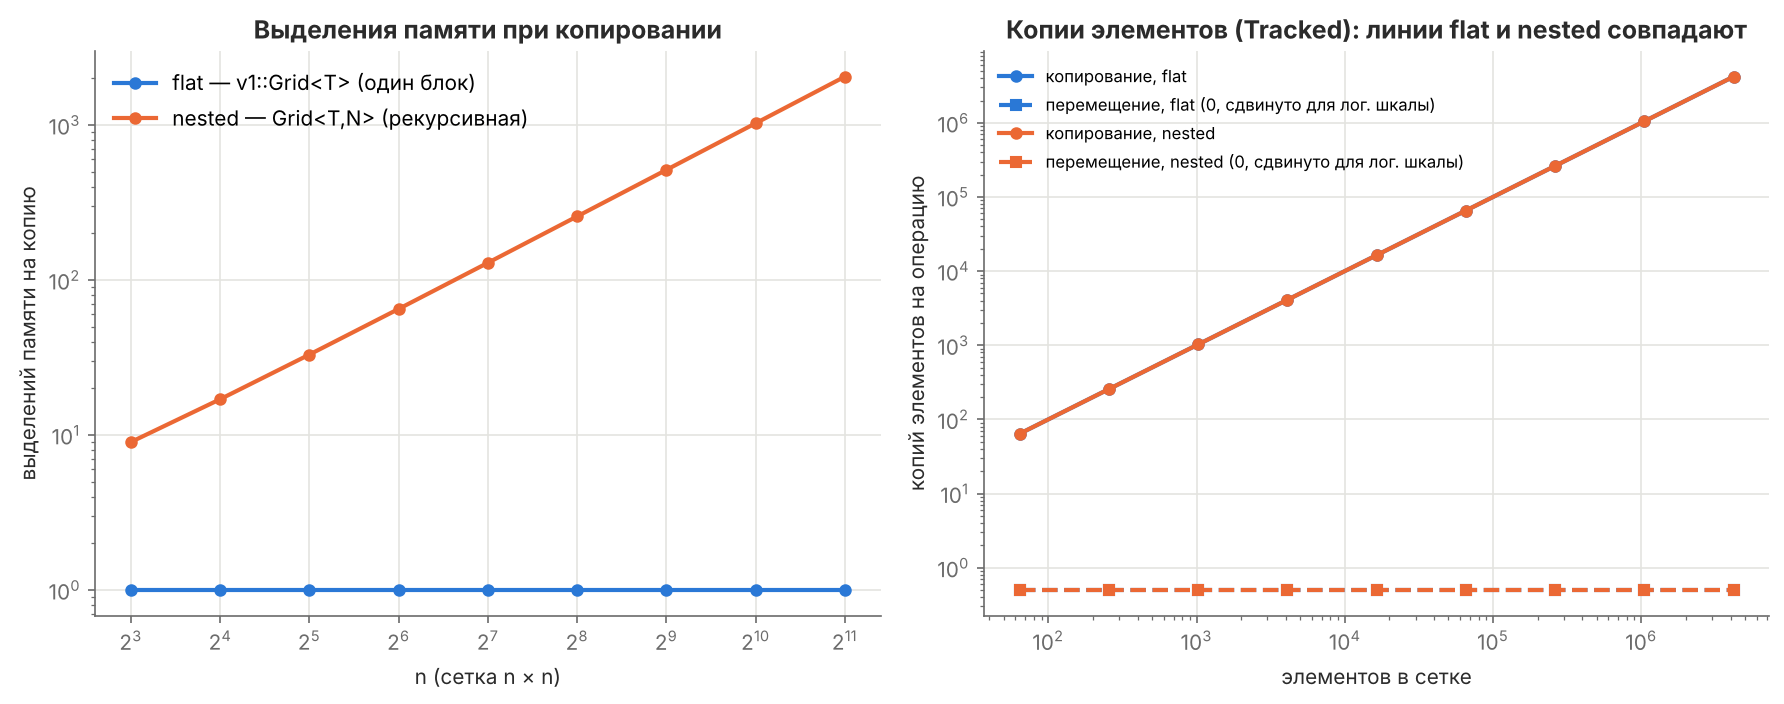 Выделения памяти при копировании
flat — v1::Grid<T> (один блок)
nested — Grid<T,N> (рекурсивная)
выделений памяти на копию
10³
10²
10¹
10⁰
2³ 2⁴ 2⁵ 2⁶ 2⁷ 2⁸ 2⁹ 2¹⁰ 2¹¹
n (сетка n × n)
Копии элементов (Tracked): линии flat и nested совпадают
копирование, flat
перемещение, flat (0, сдвинуто для лог. шкалы)
копирование, nested
перемещение, nested (0, сдвинуто для лог. шкалы)
копий элементов на операцию
10⁶
10⁵
10⁴
10³
10²
10¹
10⁰
10² 10³ 10⁴ 10⁵ 10⁶
элементов в сетке